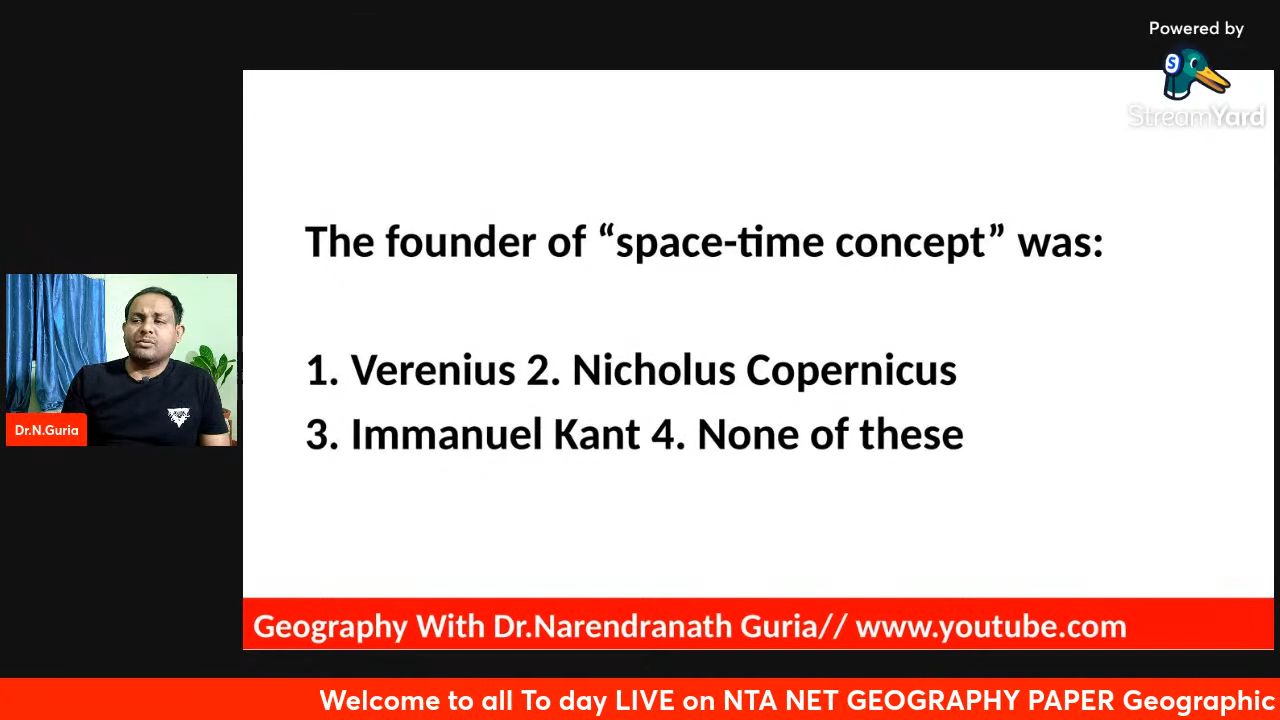 Powered by
StreamYard
The founder of “space-time concept” was:
1. Verenius 2. Nicholus Copernicus
3. Immanuel Kant 4. None of these
Dr.N.Guria
Geography With Dr.Narendranath Guria// www.youtube.com
Welcome to all To day LIVE on NTA NET GEOGRAPHY PAPER Geographic